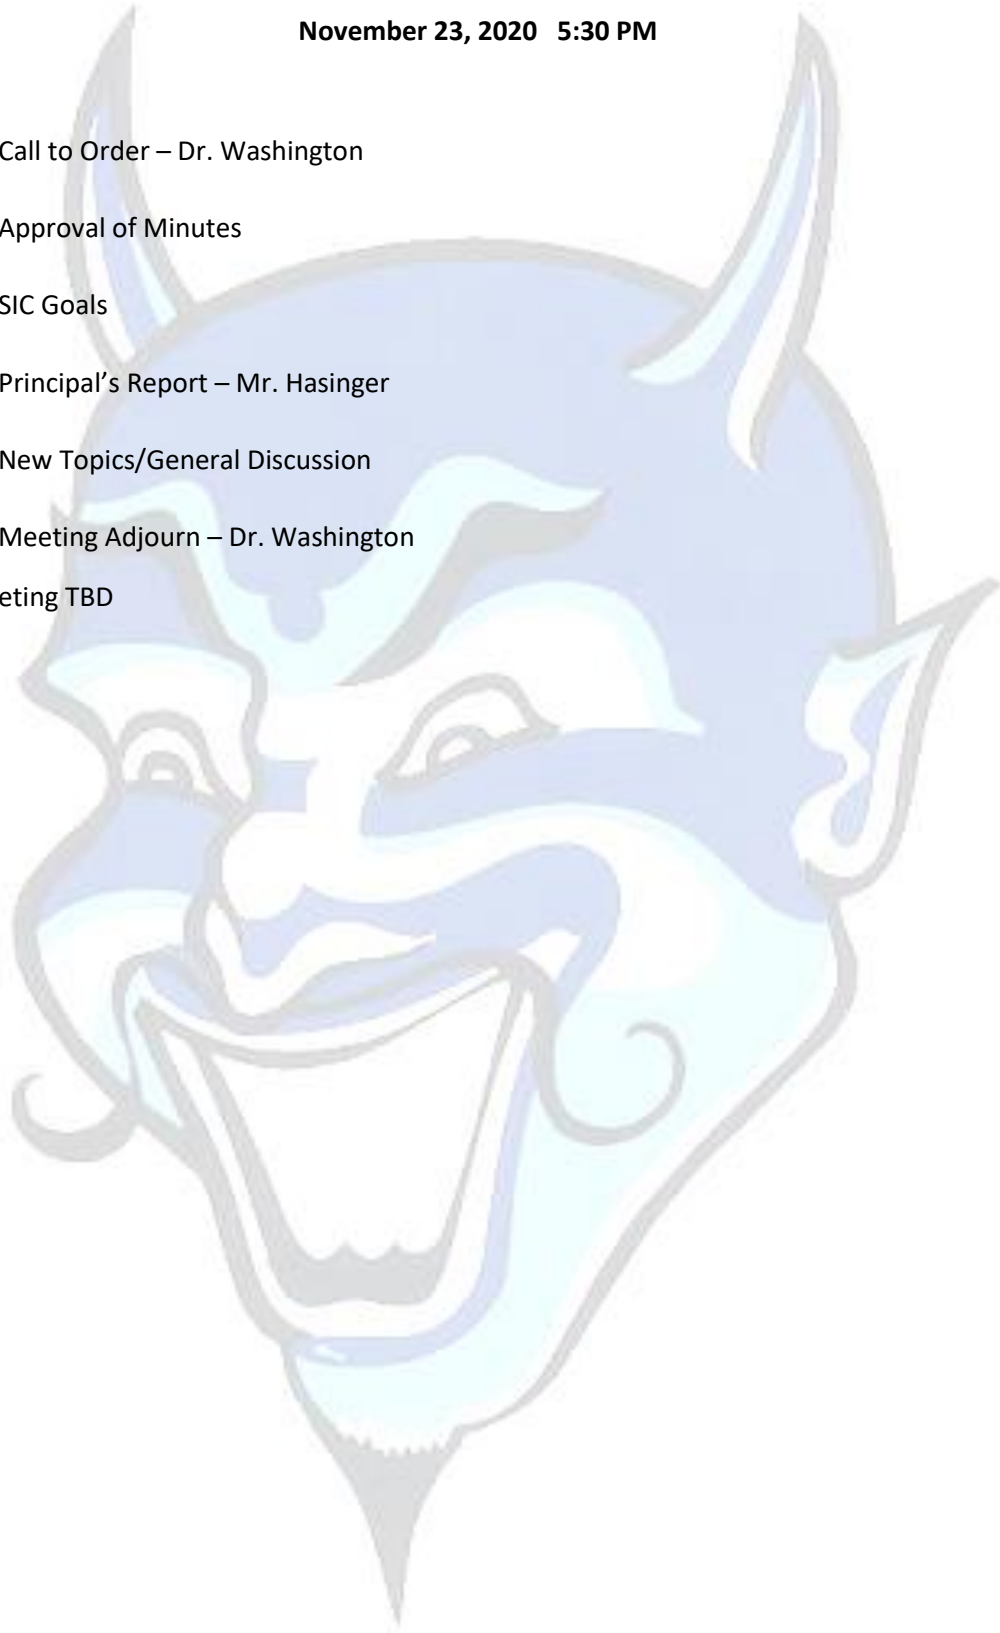 November 23, 2020 5:30 PM
Call to Order – Dr. Washington
Approval of Minutes
SIC Goals
Principal’s Report – Mr. Hasinger
New Topics/General Discussion
Meeting Adjourn – Dr. Washington
eting TBD